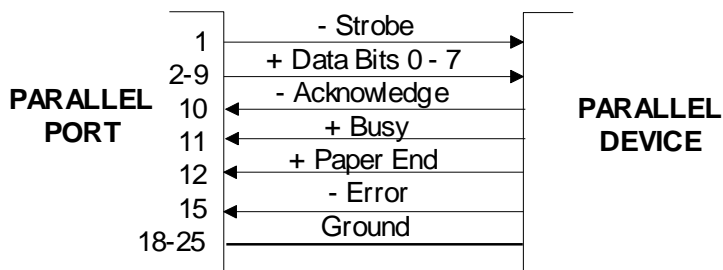 - Strobe
1
+ Data Bits 0 - 7
2-9
- Acknowledge
PARALLEL
PORT
10
+ Busy
11
PARALLEL
DEVICE
+ Paper End
12
- Error
15
Ground
18-25